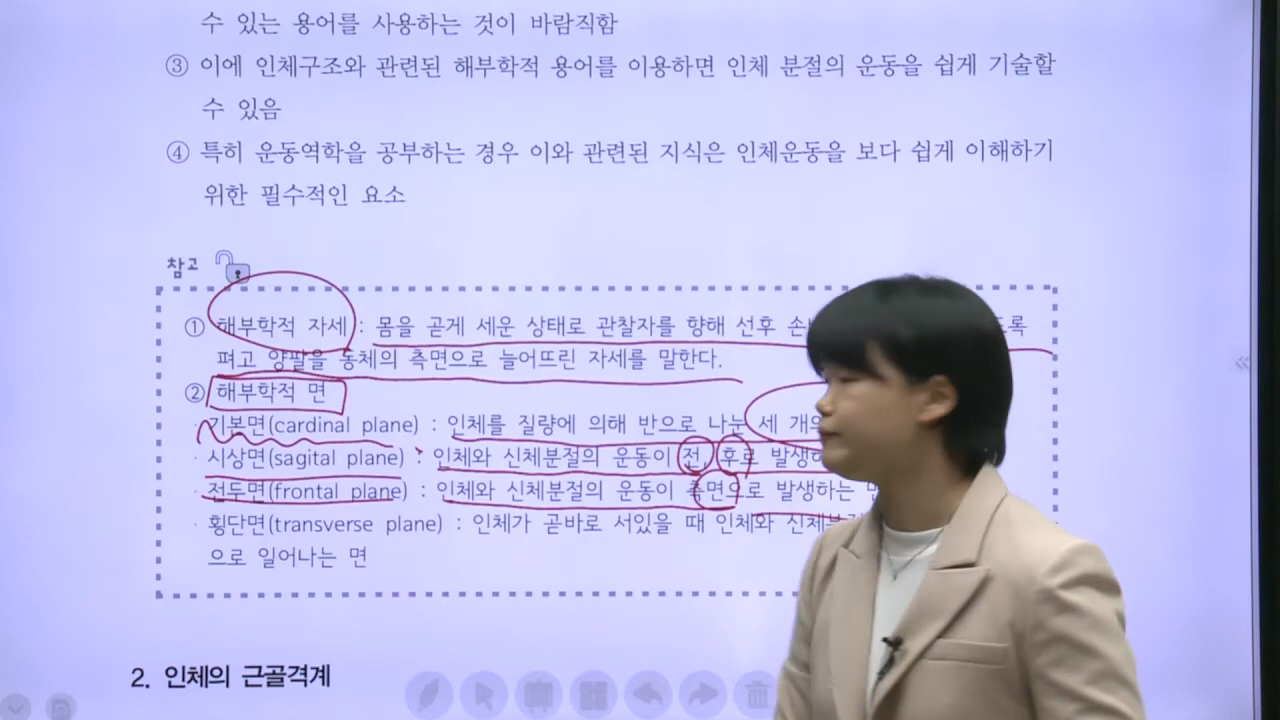 수 있는 용어를 사용하는 것이 바람직함
③ 이에 인체구조와 관련된 해부학적 용어를 이용하면 인체 분절의 운동을 쉽게 기술할
수 있음
④ 특히 운동역학을 공부하는 경우 이와 관련된 지식은 인체운동을 보다 쉽게 이해하기
위한 필수적인 요소
참고
① 해부학적 자세 : 몸을 곧게 세운 상태로 관찰자를 향해 선후
펴고 양팔을 동체의 측면으로 늘어뜨린 자세를 말한다.
② 해부학적 면
· 기본면(cardinal plane) : 인체를 질량에 의해 반으로 나눈 세 개의
· 시상면(sagital plane) : 인체와 신체분절의 운동이 전, 후로
· 전두면(frontal plane) : 인체와 신체분절의 운동이 측면으로 발생하는
· 횡단면(transverse plane) : 인체가 곧바로 서있을 때 인체와
으로 일어나는 면
2. 인체의 근골격계